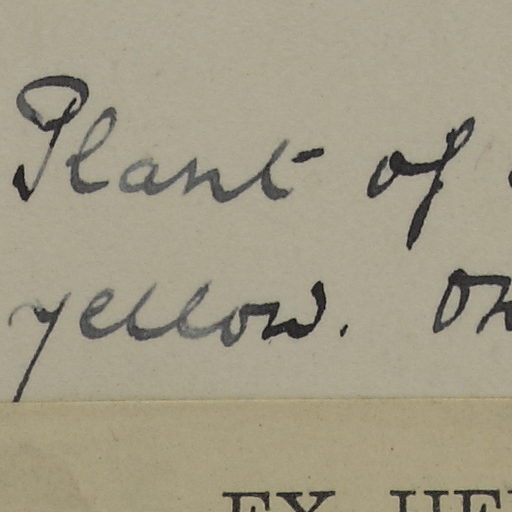 Plant of
yellow. On
EX HE